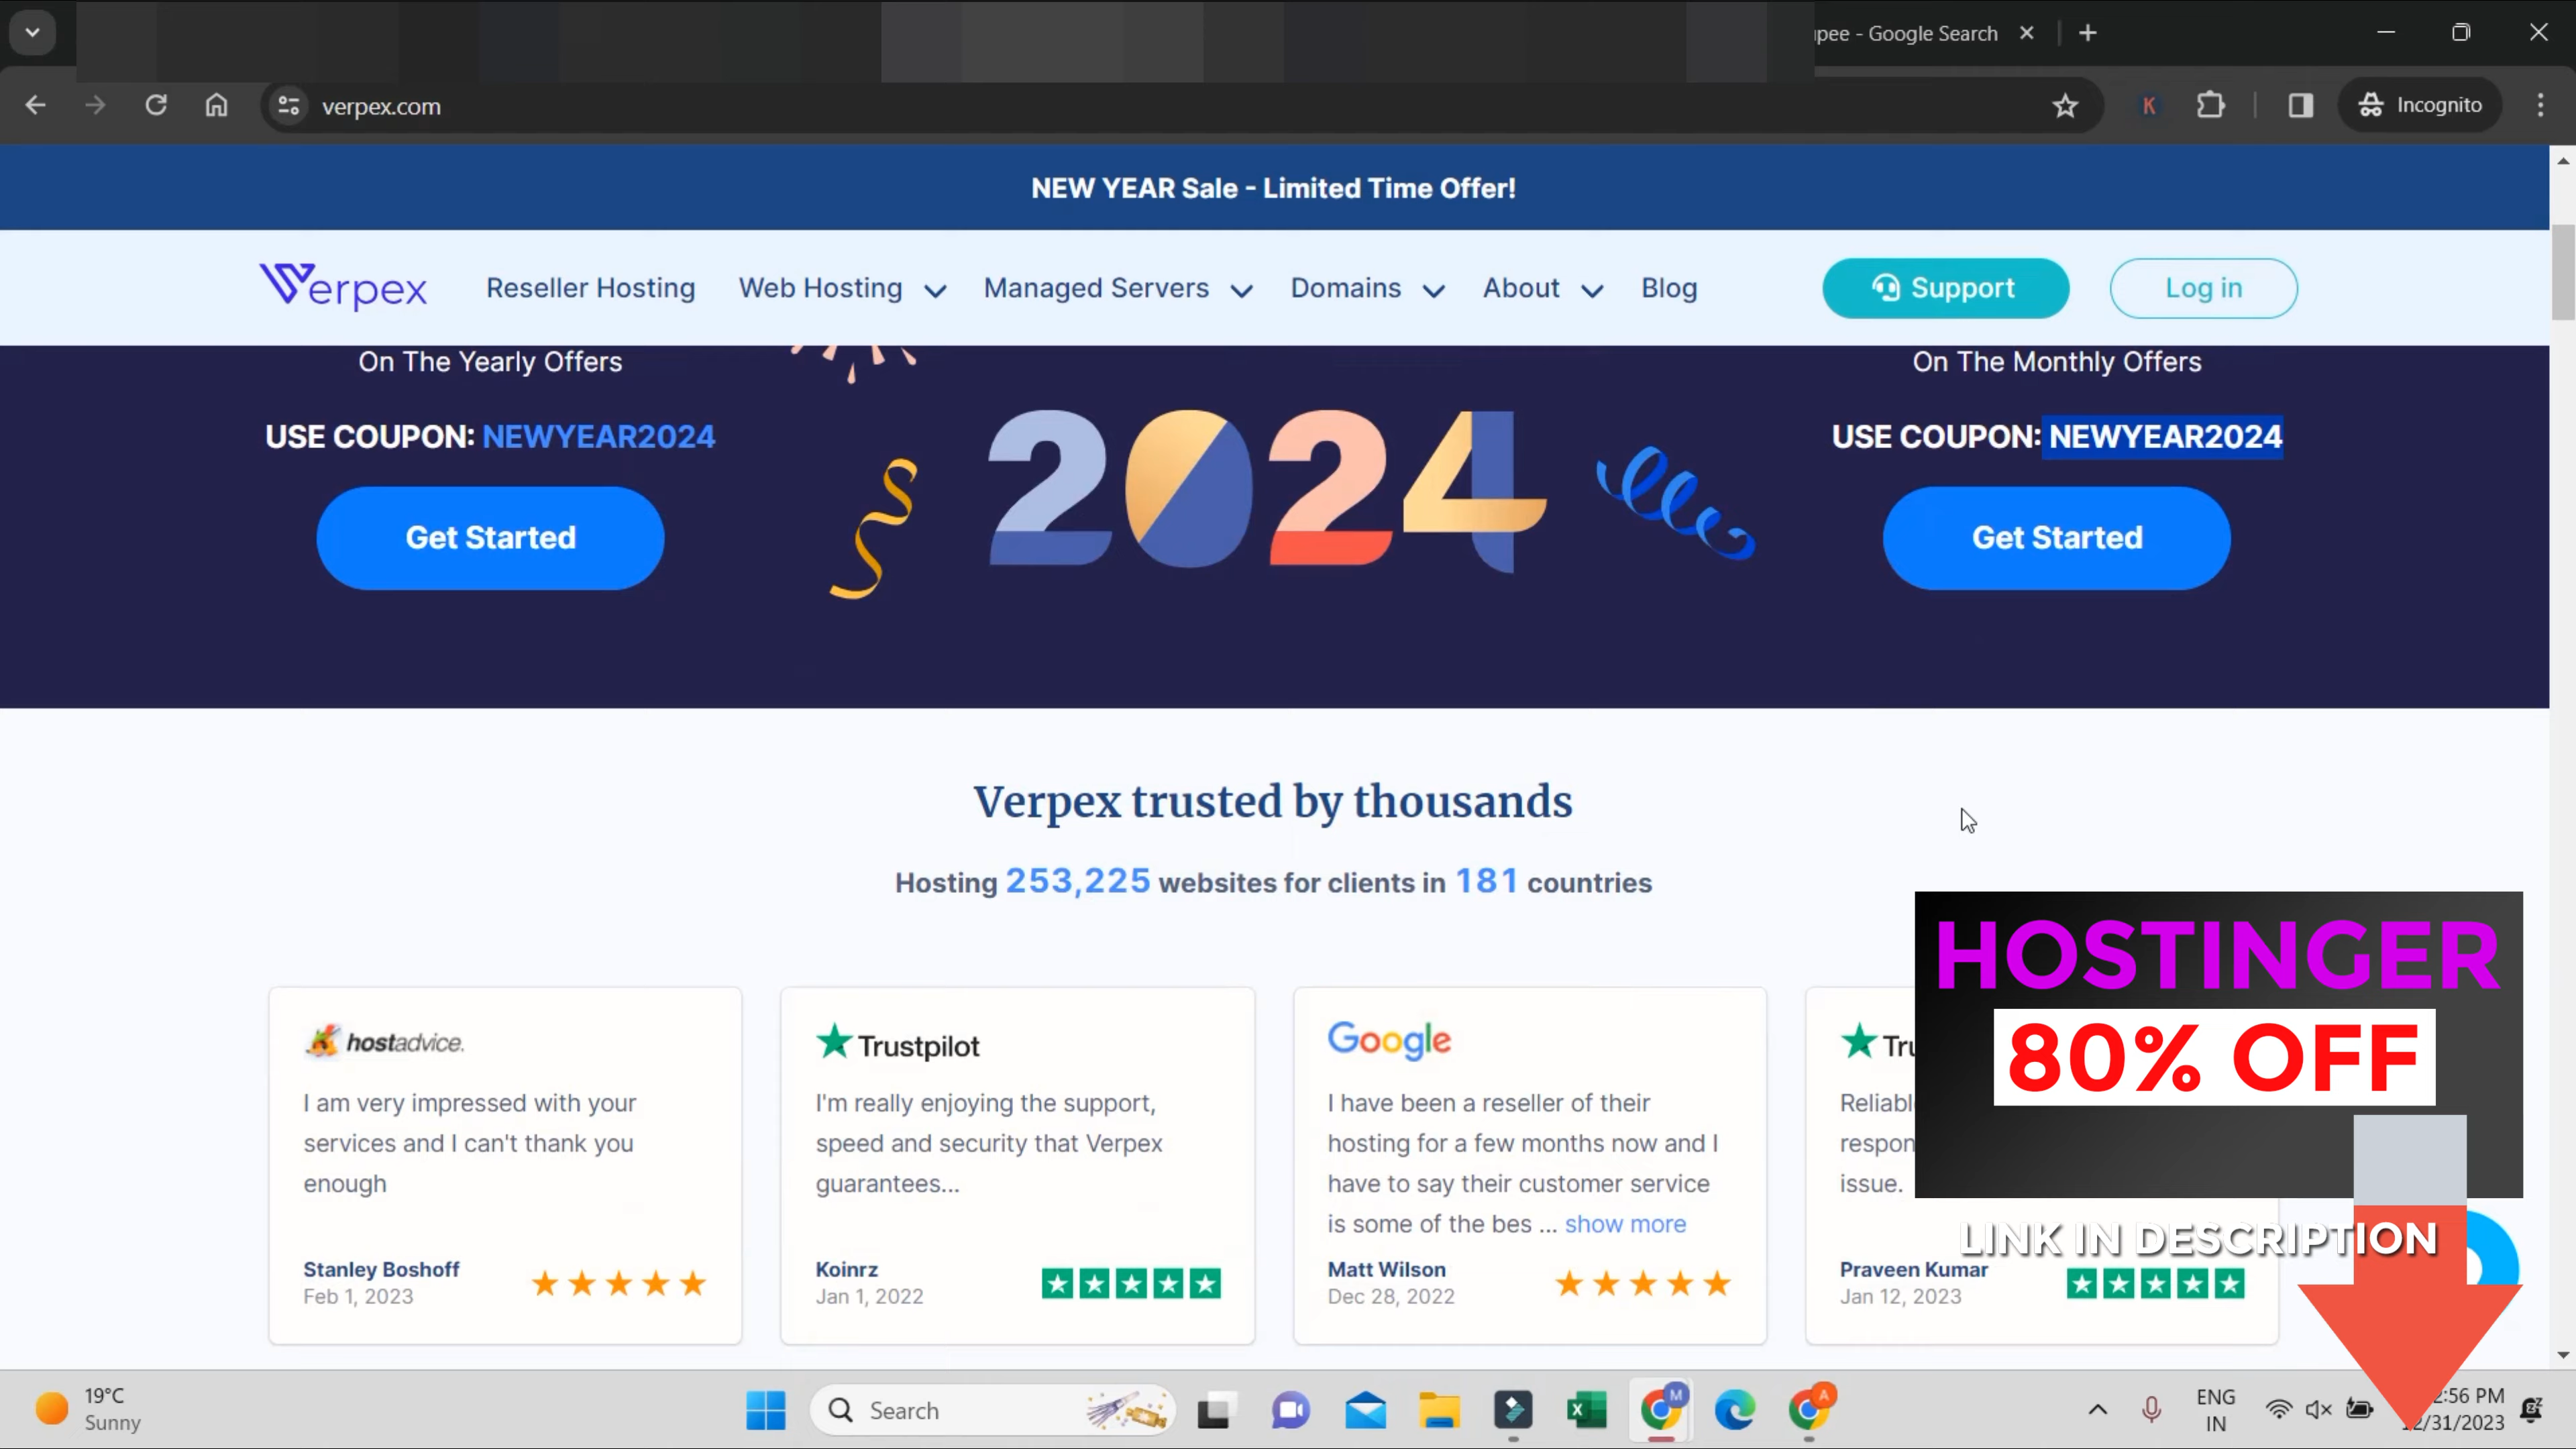 pee - Google Search
verpex.com
K
Incognito
NEW YEAR Sale - Limited Time Offer!
Verpex
Reseller Hosting
Web Hosting
Managed Servers
Domains
About
Blog
Support
Log in
On The Yearly Offers
On The Monthly Offers
USE COUPON: NEWYEAR2024
2024
USE COUPON: NEWYEAR2024
Get Started
Get Started
Verpex trusted by thousands
Hosting 253,225 websites for clients in 181 countries
HOSTINGER
80% OFF
LINK IN DESCRIPTION
hostadvice.
I am very impressed with your
services and I can't thank you
enough
Stanley Boshoff
Feb 1, 2023
Trustpilot
I'm really enjoying the support,
speed and security that Verpex
guarantees...
Koinrz
Jan 1, 2022
Google
I have been a reseller of their
hosting for a few months now and I
have to say their customer service
is some of the bes ... show more
Matt Wilson
Dec 28, 2022
Tru
Reliabl
respon
issue.
Praveen Kumar
Jan 12, 2023
19°C
Sunny
Search
M
A
ENG
IN
2:56 PM
2/31/2023